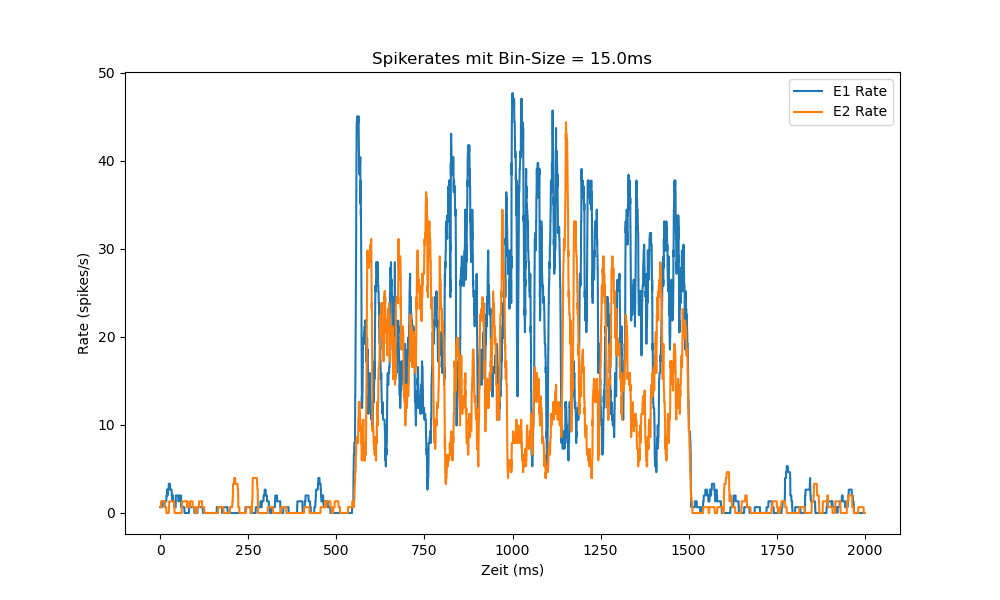 Spikerates mit Bin-Size = 15.0ms
E1 Rate
E2 Rate
Rate (spikes/s)
50
40
30
20
10
0
0 250 500 750 1000 1250 1500 1750 2000
Zeit (ms)